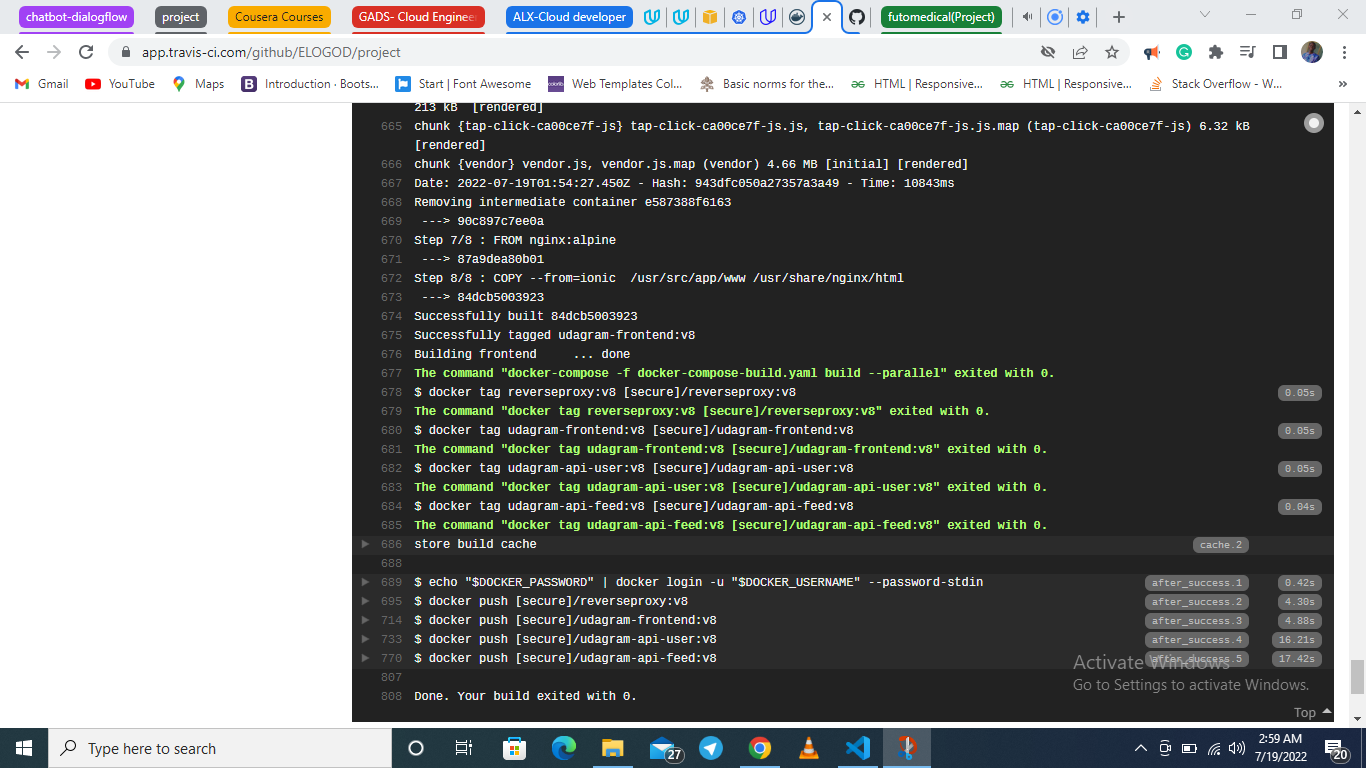 chatbot-dialogflow project Cousera Courses GADS- Cloud Enginee ALX-Cloud developer futomedical(Project)
app.travis-ci.com/github/ELOGOD/project
Gmail YouTube Maps Introduction · Boots... Start | Font Awesome Web Templates Col... Basic norms for the... HTML | Responsive... HTML | Responsive... Stack Overflow - W... »
213 kB [rendered]
665 chunk {tap-click-ca00ce7f-js} tap-click-ca00ce7f-js.js, tap-click-ca00ce7f-js.js.map (tap-click-ca00ce7f-js) 6.32 kB
[rendered]
666 chunk {vendor} vendor.js, vendor.js.map (vendor) 4.66 MB [initial] [rendered]
667 Date: 2022-07-19T01:54:27.450Z - Hash: 943dfc050a27357a3a49 - Time: 10843ms
668 Removing intermediate container e587388f6163
669 ---> 90c897c7ee0a
670 Step 7/8 : FROM nginx:alpine
671 ---> 87a9dea80b01
672 Step 8/8 : COPY --from=ionic /usr/src/app/www /usr/share/nginx/html
673 ---> 84dcb5003923
674 Successfully built 84dcb5003923
675 Successfully tagged udagram-frontend:v8
676 Building frontend ... done
677 The command "docker-compose -f docker-compose-build.yaml build --parallel" exited with 0.
678 $ docker tag reverseproxy:v8 [secure]/reverseproxy:v8 0.05s
679 The command "docker tag reverseproxy:v8 [secure]/reverseproxy:v8" exited with 0.
680 $ docker tag udagram-frontend:v8 [secure]/udagram-frontend:v8 0.05s
681 The command "docker tag udagram-frontend:v8 [secure]/udagram-frontend:v8" exited with 0.
682 $ docker tag udagram-api-user:v8 [secure]/udagram-api-user:v8 0.05s
683 The command "docker tag udagram-api-user:v8 [secure]/udagram-api-user:v8" exited with 0.
684 $ docker tag udagram-api-feed:v8 [secure]/udagram-api-feed:v8 0.04s
685 The command "docker tag udagram-api-feed:v8 [secure]/udagram-api-feed:v8" exited with 0.
686 store build cache cache.2
688
689 $ echo "$DOCKER_PASSWORD" | docker login -u "$DOCKER_USERNAME" --password-stdin after_success.1 0.42s
695 $ docker push [secure]/reverseproxy:v8 after_success.2 4.30s
714 $ docker push [secure]/udagram-frontend:v8 after_success.3 4.88s
733 $ docker push [secure]/udagram-api-user:v8 after_success.4 16.21s
770 $ docker push [secure]/udagram-api-feed:v8 after_success.5 17.42s
Activate Windows
807
Go to Settings to activate Windows.
808 Done. Your build exited with 0.
Top
Type here to search
27
2:59 AM
7/19/2022
20